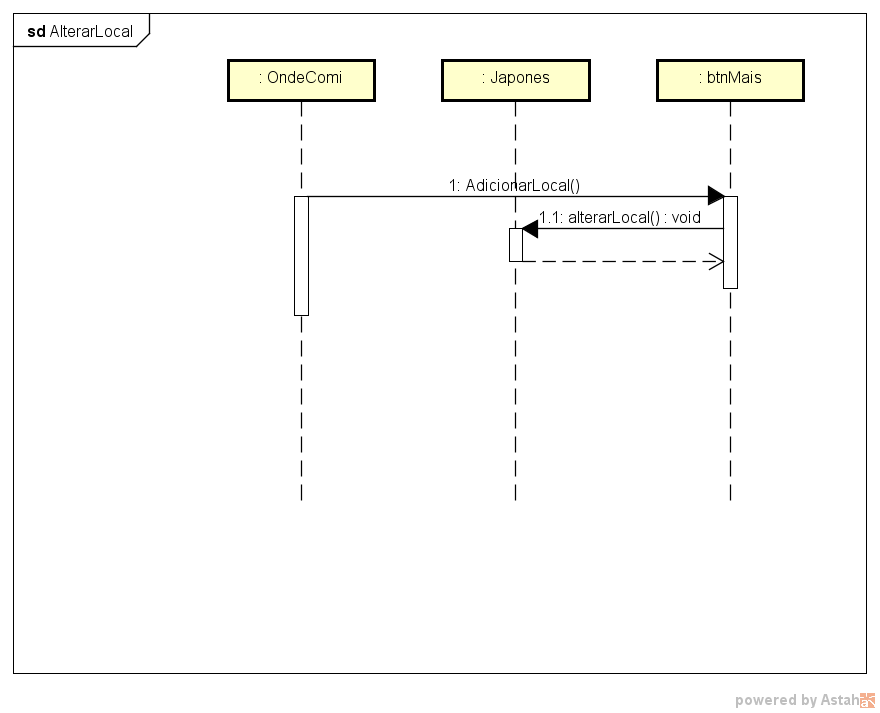 sd AlterarLocal
: OndeComi
: Japones
: btnMais
1: AdicionarLocal()
1.1: alterarLocal() : void
powered by Astah